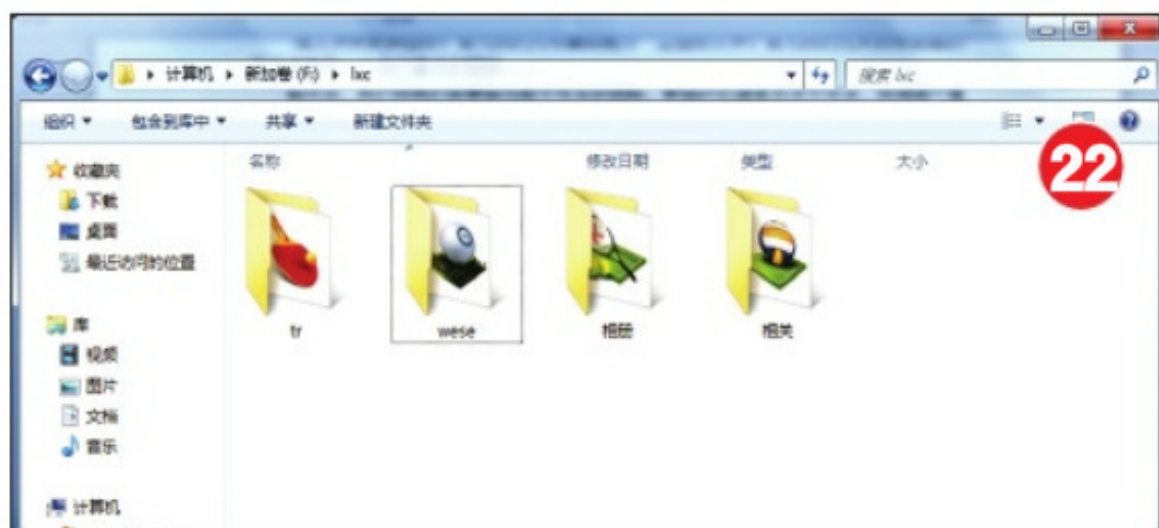 计算机 ▸ 新加卷 (F:) ▸ lxc
搜索 lxc
组织 包含到库中 共享 新建文件夹
收藏夹
下载
桌面
最近访问的位置
库
视频
图片
文档
音乐
计算机
名称 修改日期 类型 大小
22
tr wese 相册 相关